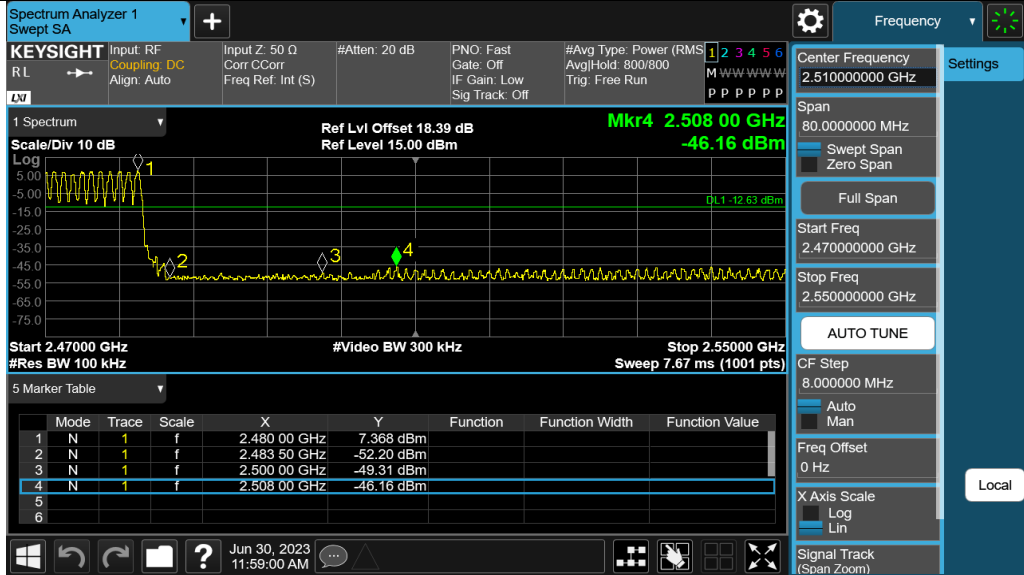 Spectrum Analyzer 1
Swept SA
+
Frequency
KEYSIGHT
R L
LXI
Input: RF
Coupling: DC
Align: Auto
Input Z: 50 Ω
Corr CCorr
Freq Ref: Int (S)
#Atten: 20 dB
PNO: Fast
Gate: Off
IF Gain: Low
Sig Track: Off
#Avg Type: Power (RMS
Avg|Hold: 800/800
Trig: Free Run
1 2 3 4 5 6
M W W W W W
P P P P P P
Center Frequency
2.510000000 GHz
Settings
Span
80.0000000 MHz
Swept Span
Zero Span
Full Span
Start Freq
2.470000000 GHz
Stop Freq
2.550000000 GHz
AUTO TUNE
CF Step
8.000000 MHz
Auto
Man
Freq Offset
0 Hz
X Axis Scale
Log
Lin
Signal Track
(Span Zoom)
Local
1 Spectrum
Scale/Div 10 dB
Ref Lvl Offset 18.39 dB
Ref Level 15.00 dBm
Mkr4 2.508 00 GHz
-46.16 dBm
Log
5.00
-5.00
-15.0
-25.0
-35.0
-45.0
-55.0
-65.0
-75.0
1
2
3
4
DL1 -12.63 dBm
Start 2.47000 GHz
#Video BW 300 kHz
Stop 2.55000 GHz
#Res BW 100 kHz
Sweep 7.67 ms (1001 pts)
5 Marker Table
Mode Trace Scale X Y Function Function Width Function Value
1 N 1 f 2.480 00 GHz 7.368 dBm
2 N 1 f 2.483 50 GHz -52.20 dBm
3 N 1 f 2.500 00 GHz -49.31 dBm
4 N 1 f 2.508 00 GHz -46.16 dBm
5
6
?
Jun 30, 2023
11:59:00 AM